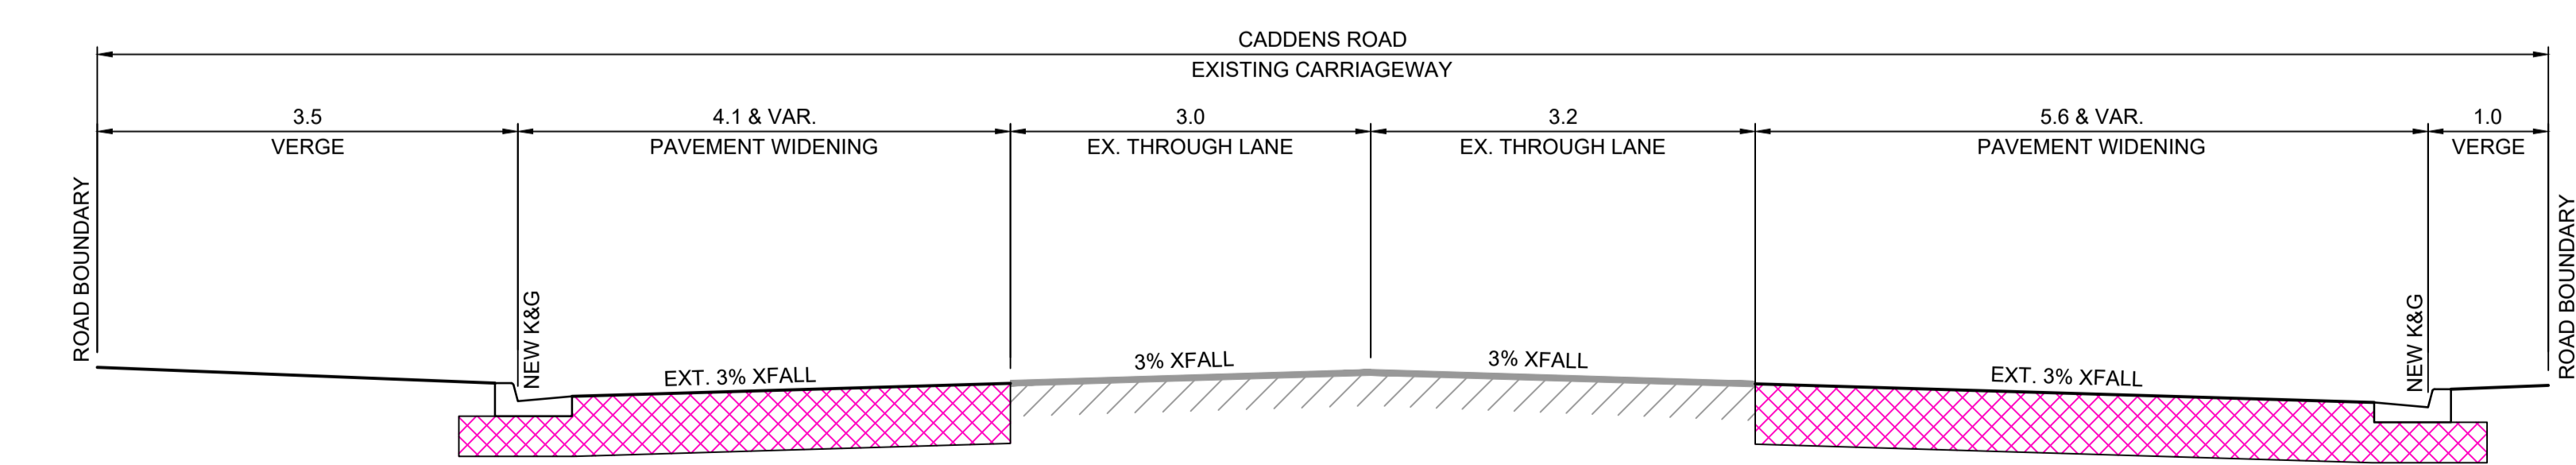 CADDENS ROAD
EXISTING CARRIAGEWAY
3.5
VERGE
4.1 & VAR.
PAVEMENT WIDENING
3.0
EX. THROUGH LANE
3.2
EX. THROUGH LANE
5.6 & VAR.
PAVEMENT WIDENING
1.0
VERGE
ROAD BOUNDARY
NEW K&G
EXT. 3% XFALL
3% XFALL
3% XFALL
EXT. 3% XFALL
NEW K&G
ROAD BOUNDARY